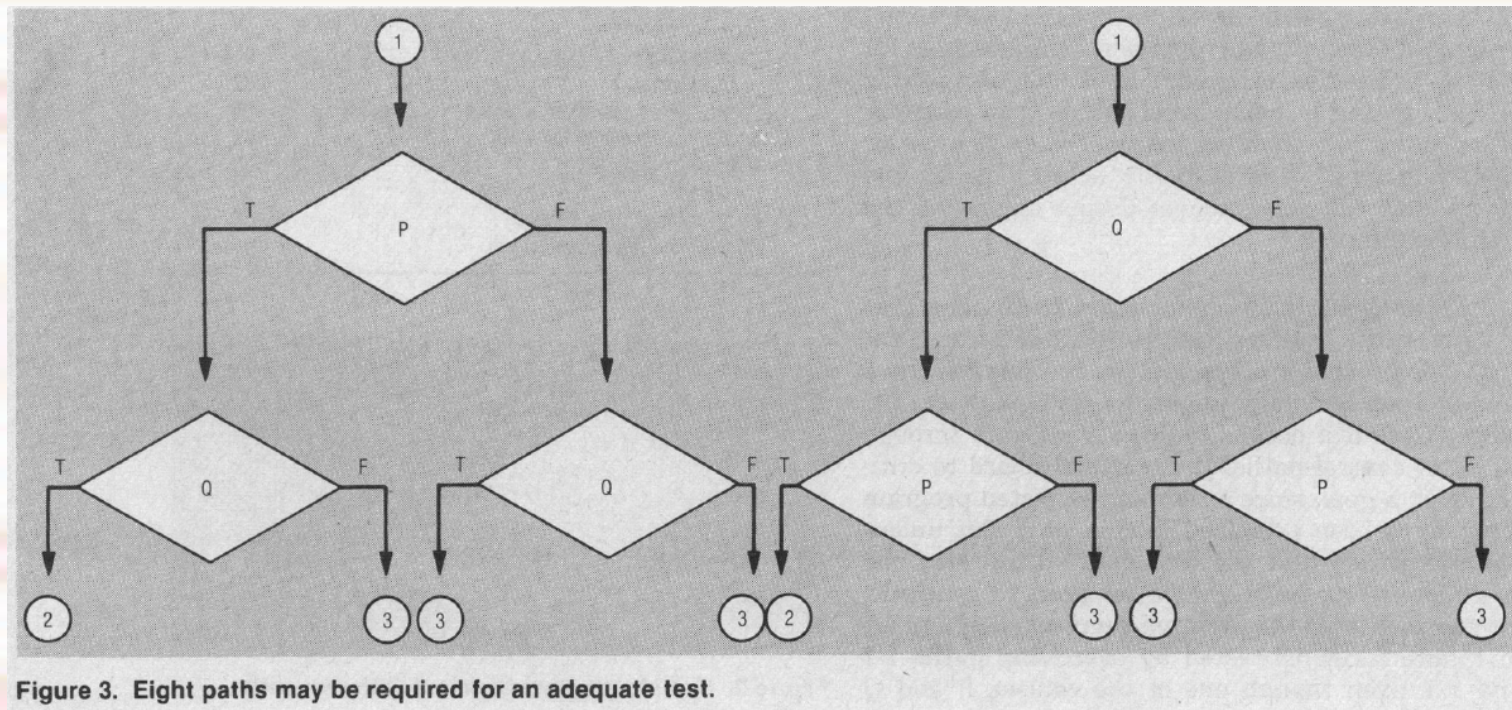 1 1
T P F T Q F
T Q F T Q F T P F T P F
2 3 3 3 2 3 3 3
Figure 3. Eight paths may be required for an adequate test.